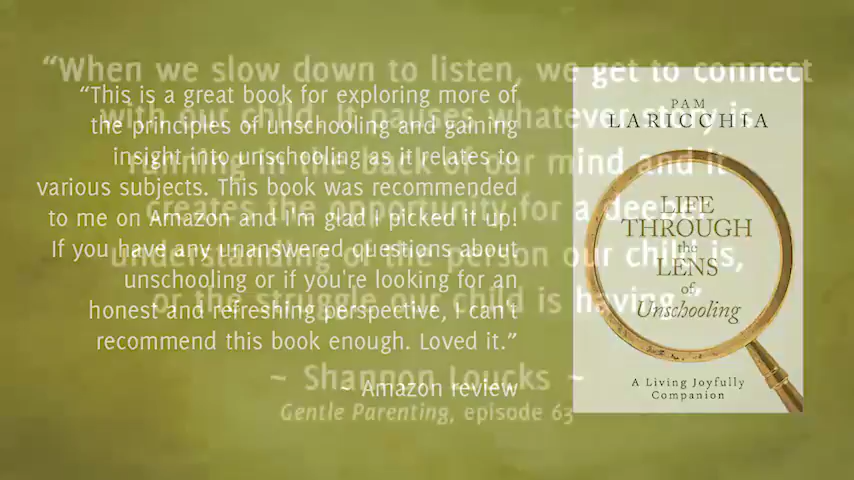 “When we slow down to listen, we get to connect
with our child. It pauses whatever story is
running in the back of our mind and it
creates the opportunity for a deeper
understanding of the person our child is,
or the struggle our child is having.”
~ Shannon Loucks ~
Gentle Parenting, episode 63
“This is a great book for exploring more of
the principles of unschooling and gaining
insight into unschooling as it relates to
various subjects. This book was recommended
to me on Amazon and I'm glad I picked it up!
If you have any unanswered questions about
unschooling or if you're looking for an
honest and refreshing perspective, I can't
recommend this book enough. Loved it.”
~ Amazon review
PAM
LARICCHIA
LIFE
THROUGH
the
LENS
of
Unschooling
A Living Joyfully
Companion